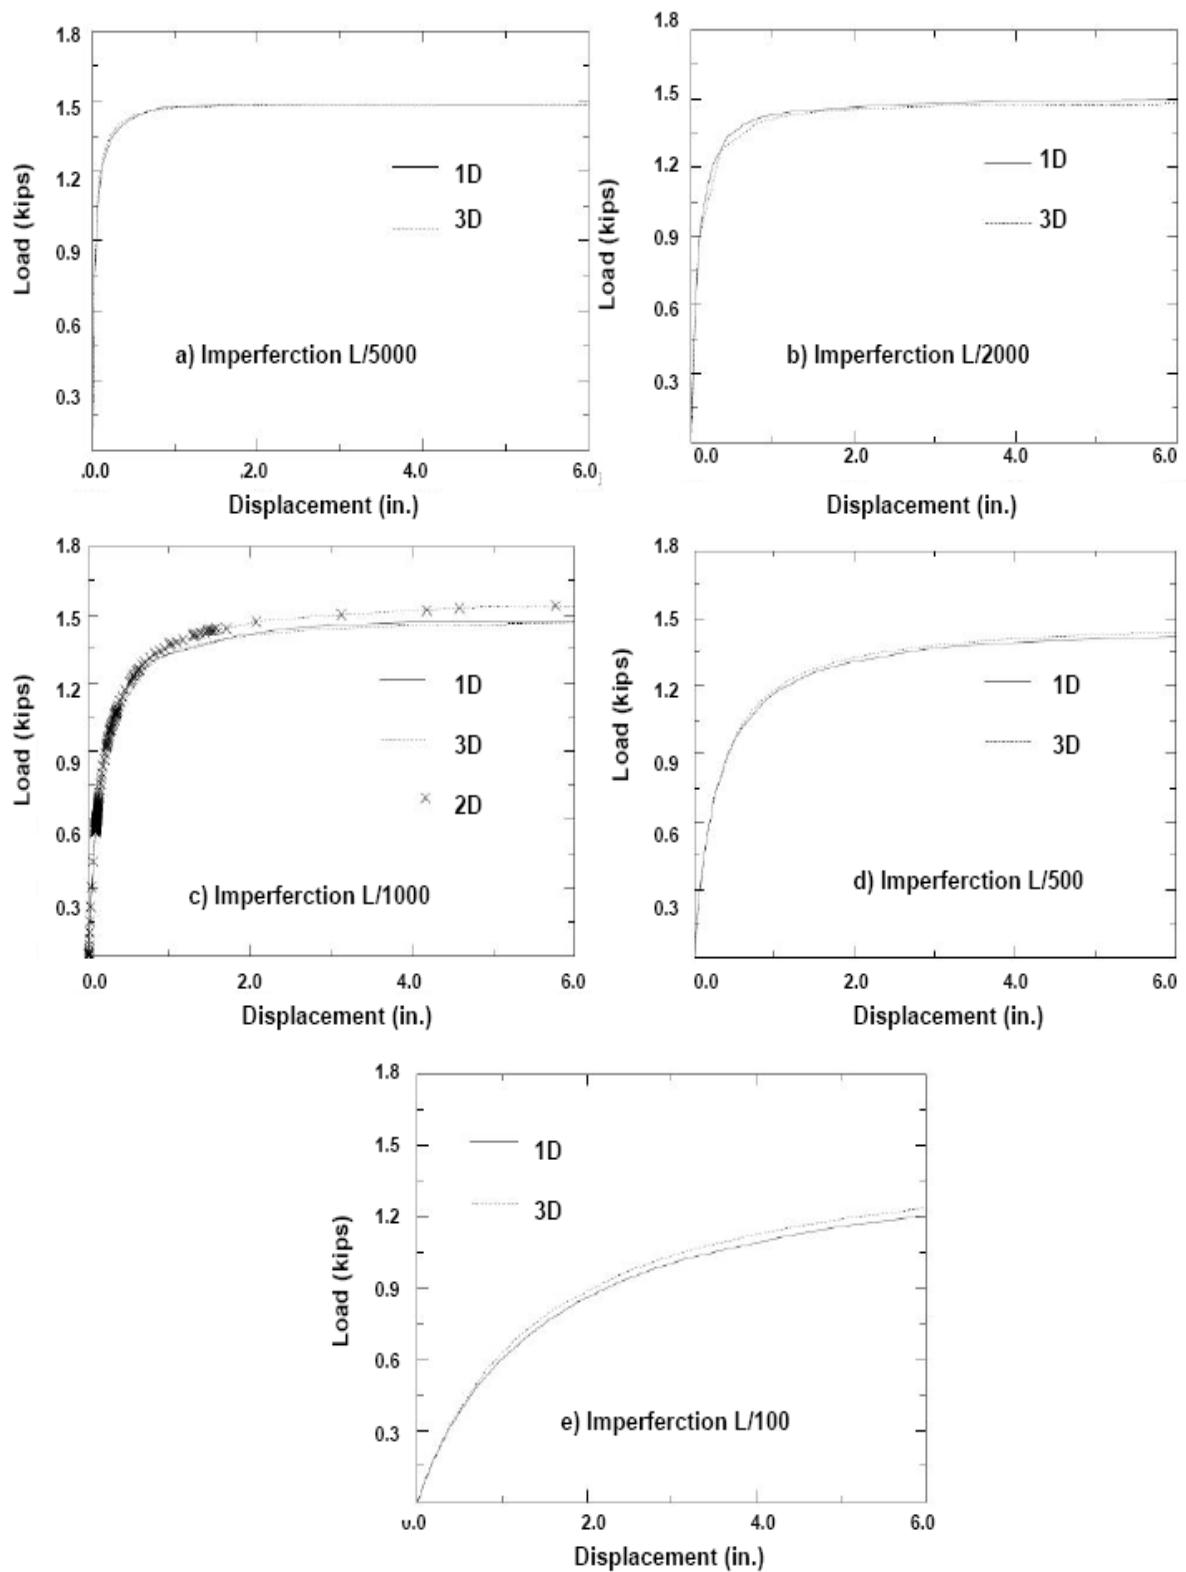 1.8
1.5
1.2
0.9
0.6
0.3
Load (kips)
1D
3D
a) Imperferction L/5000
.0.0 .2.0 4.0 6.0
Displacement (in.)
1.8
1.5
1.2
0.9
0.6
0.3
Load (kips)
1D
3D
b) Imperferction L/2000
0.0 2.0 4.0 6.0
Displacement (in.)
1.8
1.5
1.2
0.9
0.6
0.3
Load (kips)
1D
3D
2D
c) Imperferction L/1000
0.0 2.0 4.0 6.0
Displacement (in.)
1.8
1.5
1.2
0.9
0.6
0.3
Load (kips)
1D
3D
d) Imperferction L/500
0.0 2.0 4.0 6.0
Displacement (in.)
1.8
1.5
1.2
0.9
0.6
0.3
Load (kips)
1D
3D
e) Imperferction L/100
0.0 2.0 4.0 6.0
Displacement (in.)